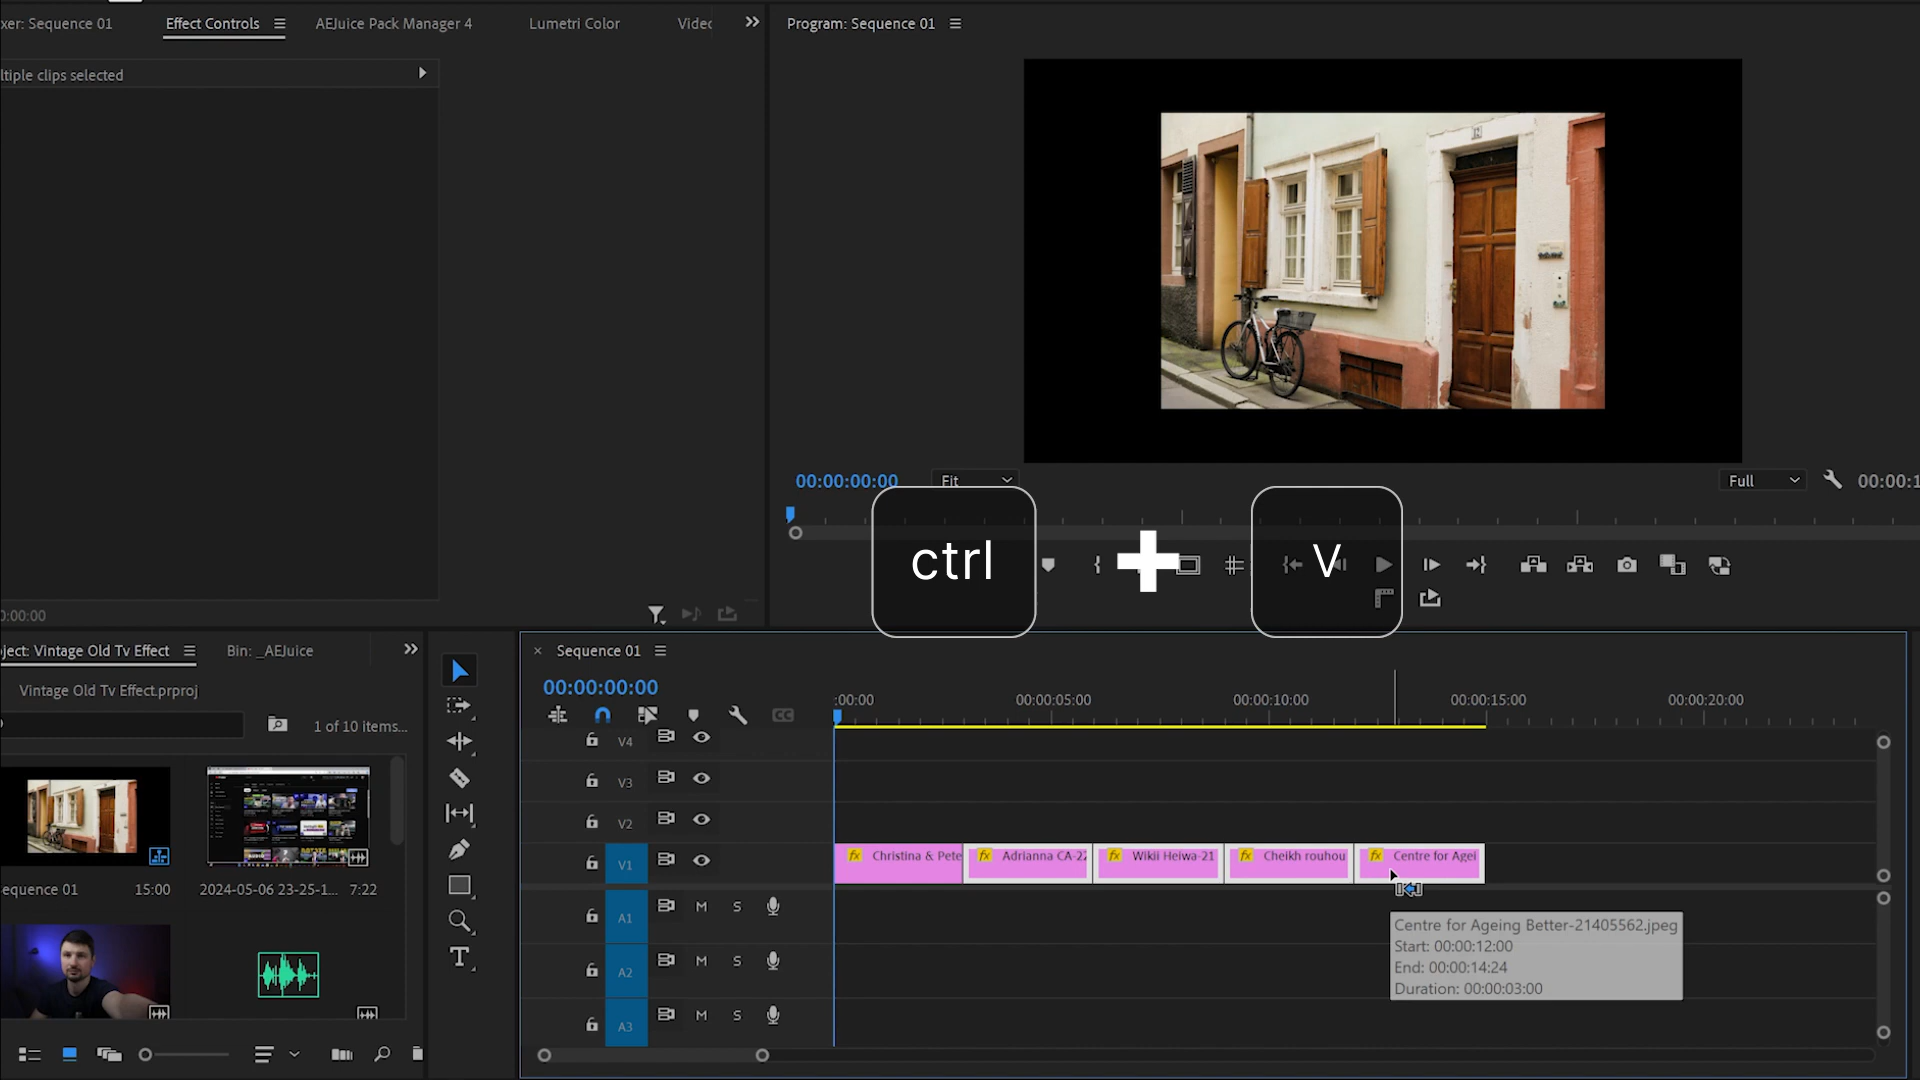 xer: Sequence 01
Effect Controls
AEJuice Pack Manager 4
Lumetri Color
Videc
Program: Sequence 01
ltiple clips selected
00:00:00:00
Fit
Full
00:00:1
ctrl
V
0:00:00
ject: Vintage Old Tv Effect
Bin: _AEJuice
Sequence 01
Vintage Old Tv Effect.prproj
00:00:00:00
:00:00
00:00:05:00
00:00:10:00
00:00:15:00
00:00:20:00
1 of 10 items...
CC
V4
V3
V2
V1
Christina & Pete
Adrianna CA-22
Wikii Heiwa-21
Cheikh rouhou
Centre for Agei
equence 01
15:00
2024-05-06 23-25-1...
7:22
A1
M
S
Centre for Ageing Better-21405562.jpeg
Start: 00:00:12:00
End: 00:00:14:24
Duration: 00:00:03:00
A2
M
S
A3
M
S